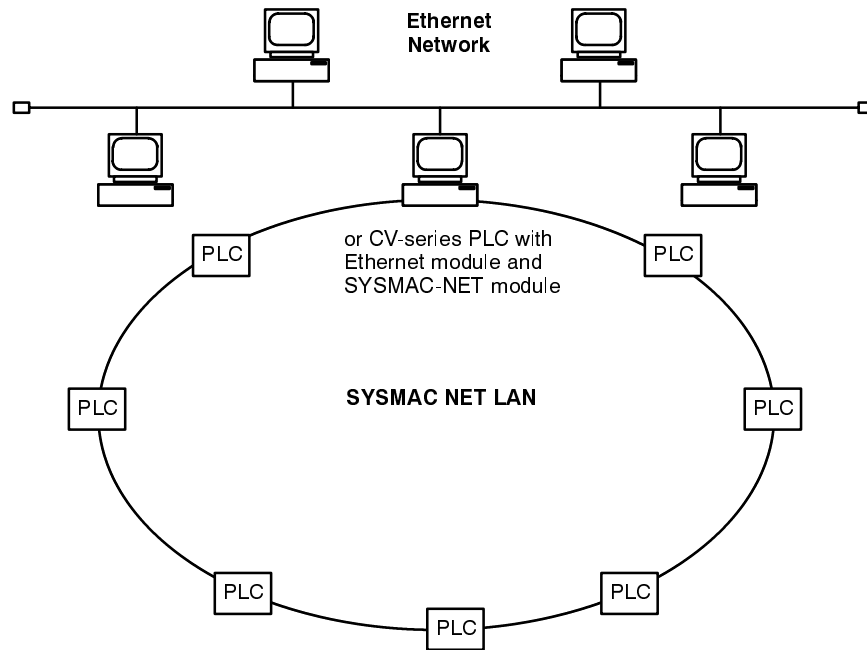 Ethernet
Network
PLC
or CV-series PLC with
Ethernet module and
SYSMAC-NET module
PLC
PLC
SYSMAC NET LAN
PLC
PLC
PLC
PLC